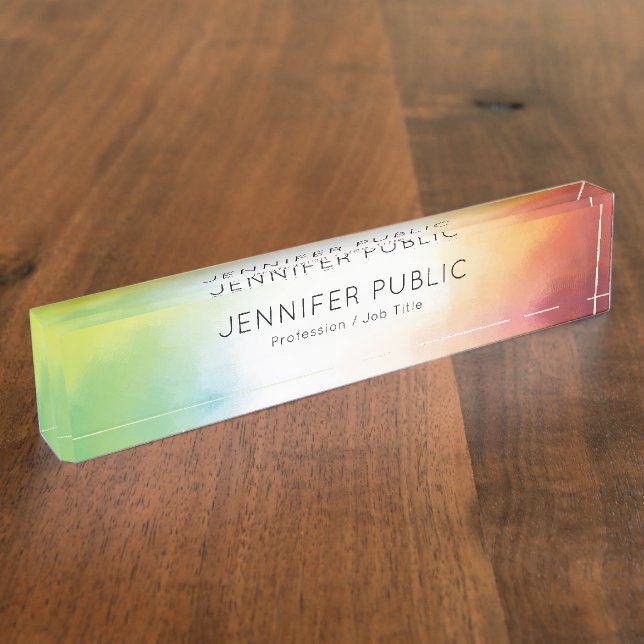 JENNIFER PUBLIC
Profession / Job Title